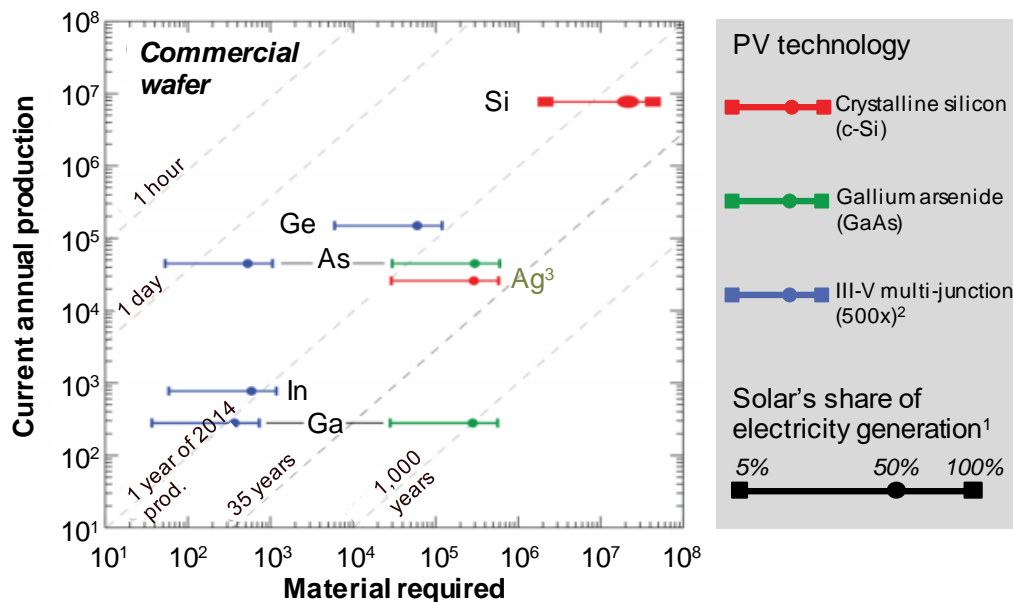 Commercial
wafer
Current annual production
10⁸
10⁷
10⁶
10⁵
10⁴
10³
10²
10¹
Si
1 hour
Ge
As
Ag³
1 day
In
Ga
1 year of 2014
prod.
35 years
1,000
years
10¹ 10² 10³ 10⁴ 10⁵ 10⁶ 10⁷ 10⁸
Material required
PV technology
Crystalline silicon
(c-Si)
Gallium arsenide
(GaAs)
III-V multi-junction
(500x)²
Solar's share of
electricity generation¹
5% 50% 100%